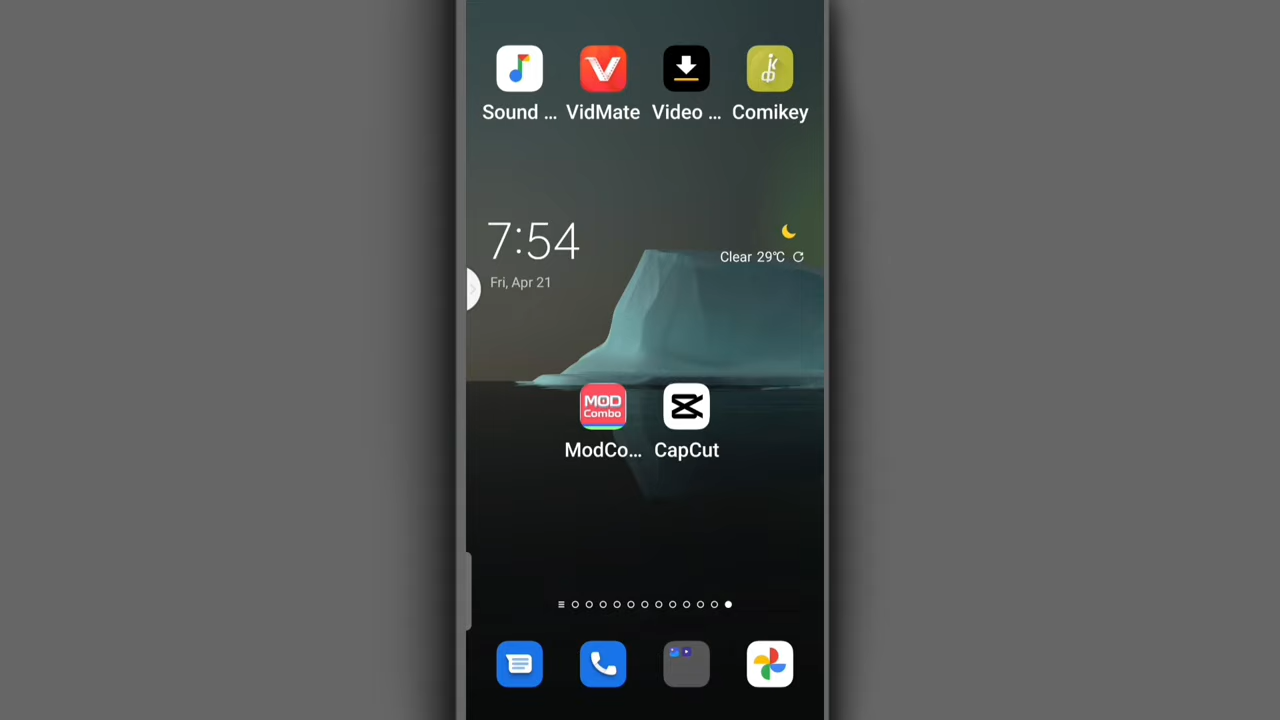 Sound ... VidMate Video ... Comikey
7:54
Fri, Apr 21
Clear 29℃
MOD
Combo
ModCo... CapCut